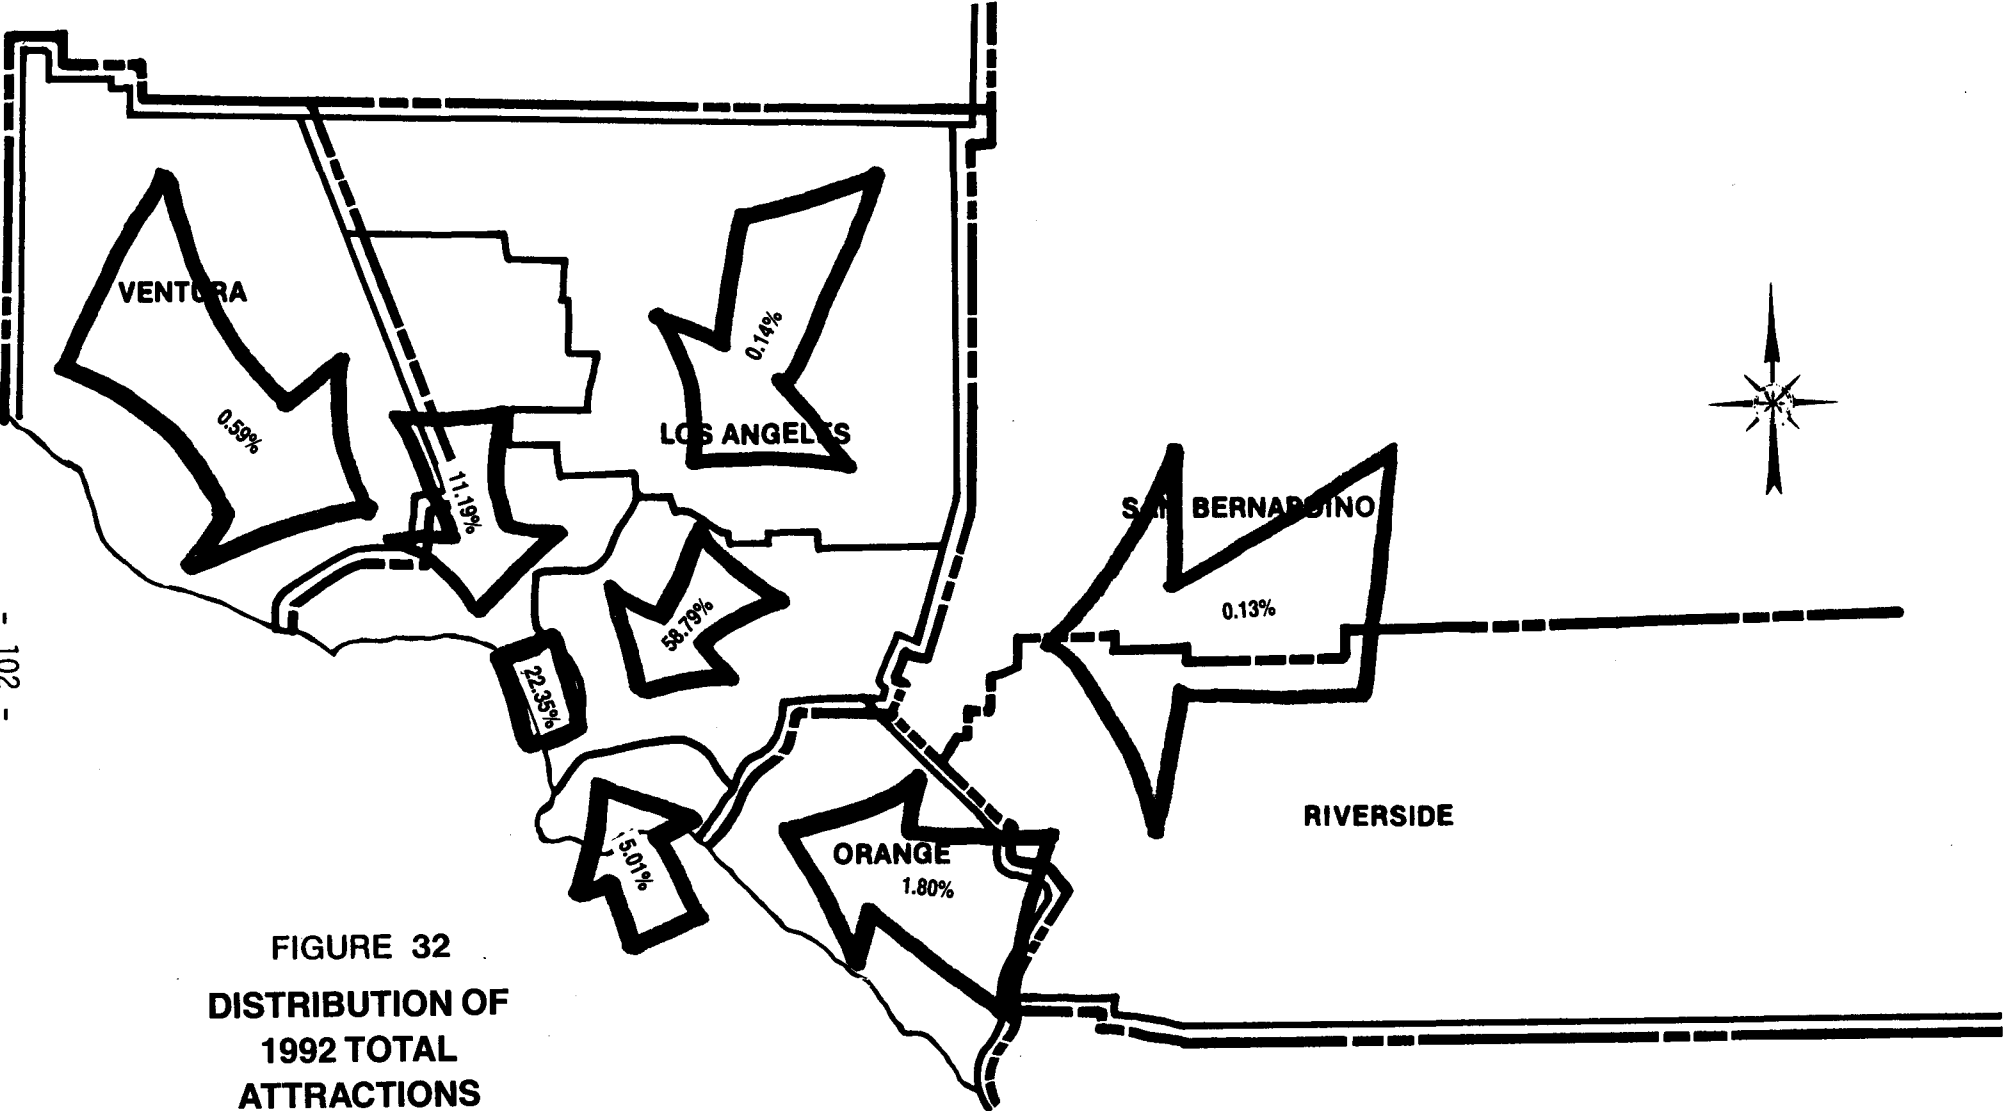 VENTURA
0.59%
0.14%
LOS ANGELES
11.19%
SAN BERNARDINO
0.13%
58.79%
22.35%
RIVERSIDE
ORANGE
1.80%
5.01%
- 102 -
FIGURE 32
DISTRIBUTION OF
1992 TOTAL
ATTRACTIONS